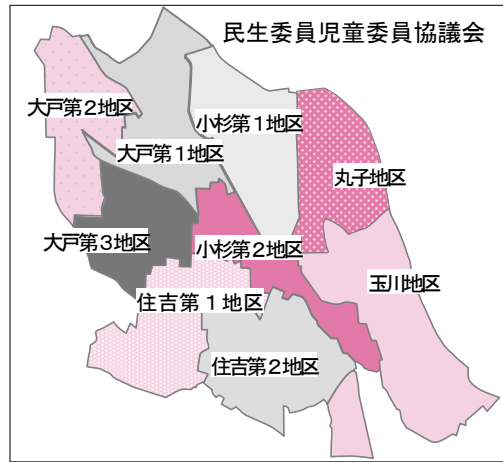 民生委員児童委員協議会
大戸第２地区
小杉第１地区
大戸第１地区
丸子地区
大戸第３地区
小杉第２地区
玉川地区
住吉第１地区
住吉第２地区